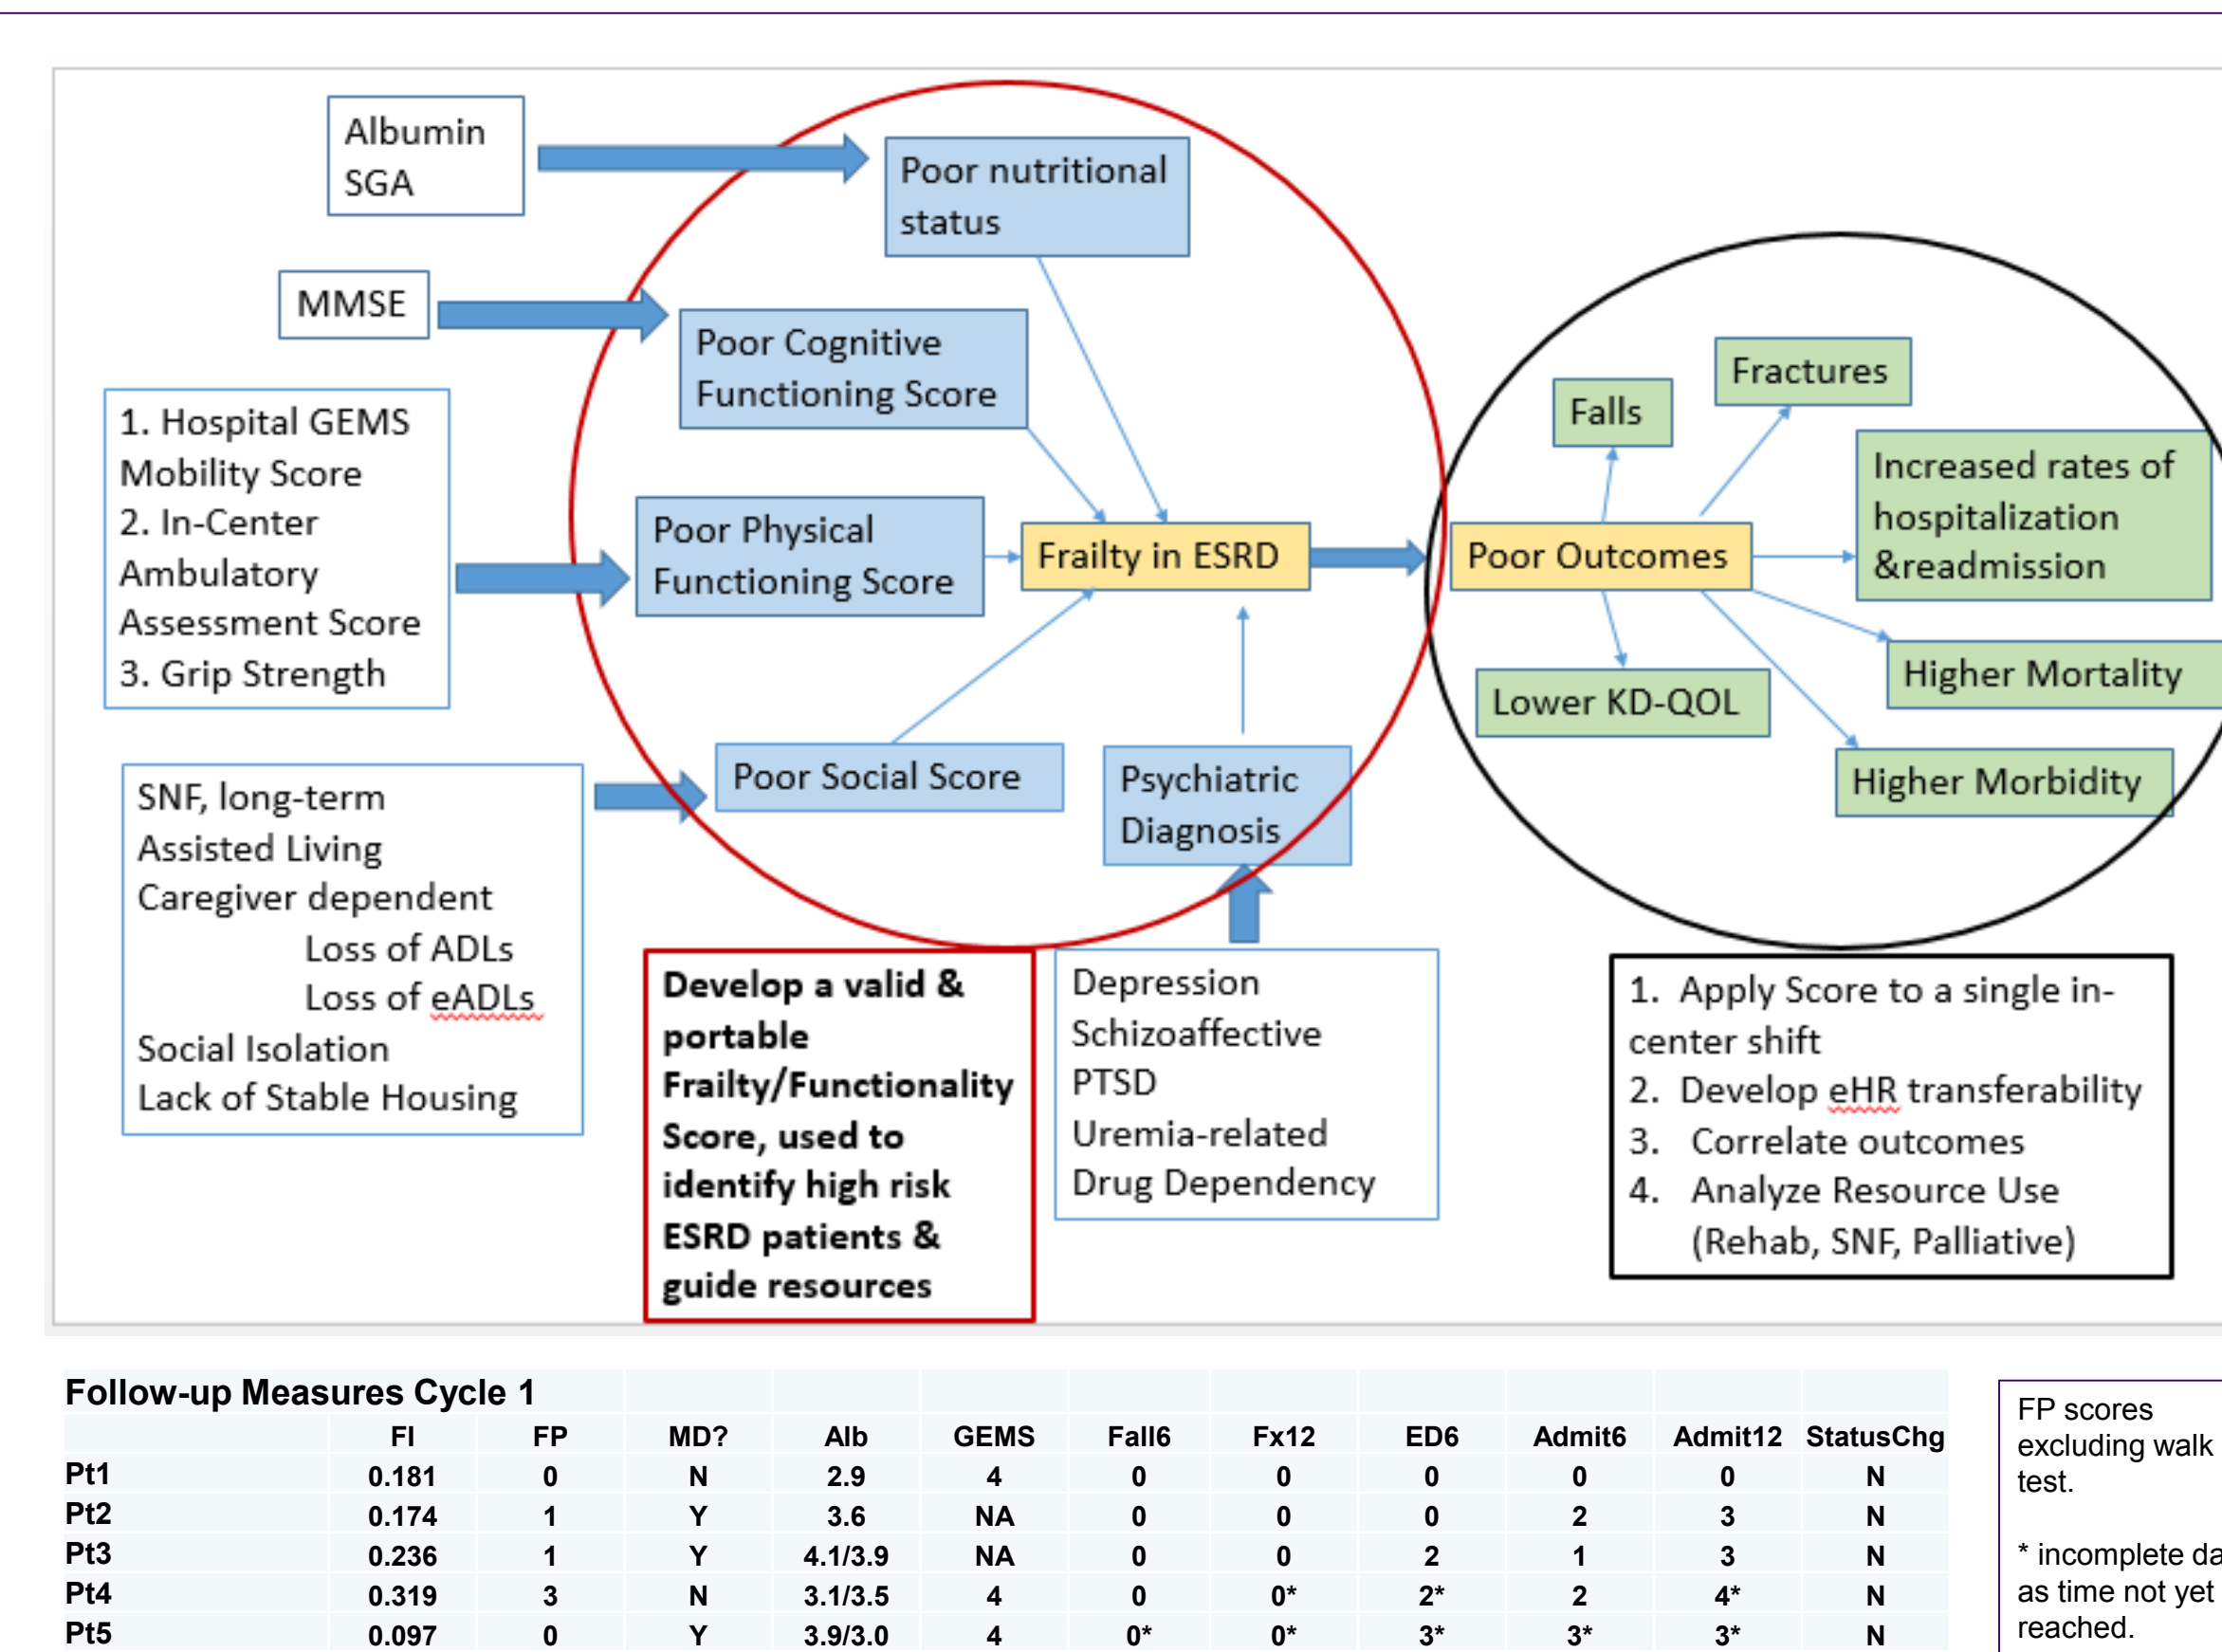 Albumin
SGA
Poor nutritional
status
MMSE
Poor Cognitive
Functioning Score
1. Hospital GEMS
Mobility Score
2. In-Center
Ambulatory
Assessment Score
3. Grip Strength
Poor Physical
Functioning Score
Frailty in ESRD
Poor Outcomes
Falls
Fractures
Increased rates of
hospitalization
&readmission
Higher Mortality
Lower KD-QOL
Higher Morbidity
SNF, long-term
Assisted Living
Caregiver dependent
Loss of ADLs
Loss of eADLs
Social Isolation
Lack of Stable Housing
Poor Social Score
Psychiatric
Diagnosis
Develop a valid &
portable
Frailty/Functionality
Score, used to
identify high risk
ESRD patients &
guide resources
Depression
Schizoaffective
PTSD
Uremia-related
Drug Dependency
1. Apply Score to a single in-
center shift
2. Develop eHR transferability
3. Correlate outcomes
4. Analyze Resource Use
(Rehab, SNF, Palliative)
Follow-up Measures Cycle 1
FI FP MD? Alb GEMS Fall6 Fx12 ED6 Admit6 Admit12 StatusChg
Pt1 0.181 0 N 2.9 4 0 0 0 0 0 N
Pt2 0.174 1 Y 3.6 NA 0 0 0 2 3 N
Pt3 0.236 1 Y 4.1/3.9 NA 0 0 2 1 3 N
Pt4 0.319 3 N 3.1/3.5 4 0 0* 2* 2 4* N
Pt5 0.097 0 Y 3.9/3.0 4 0* 0* 3* 3* 3* N
FP scores
excluding walk
test.
* incomplete da
as time not yet
reached.